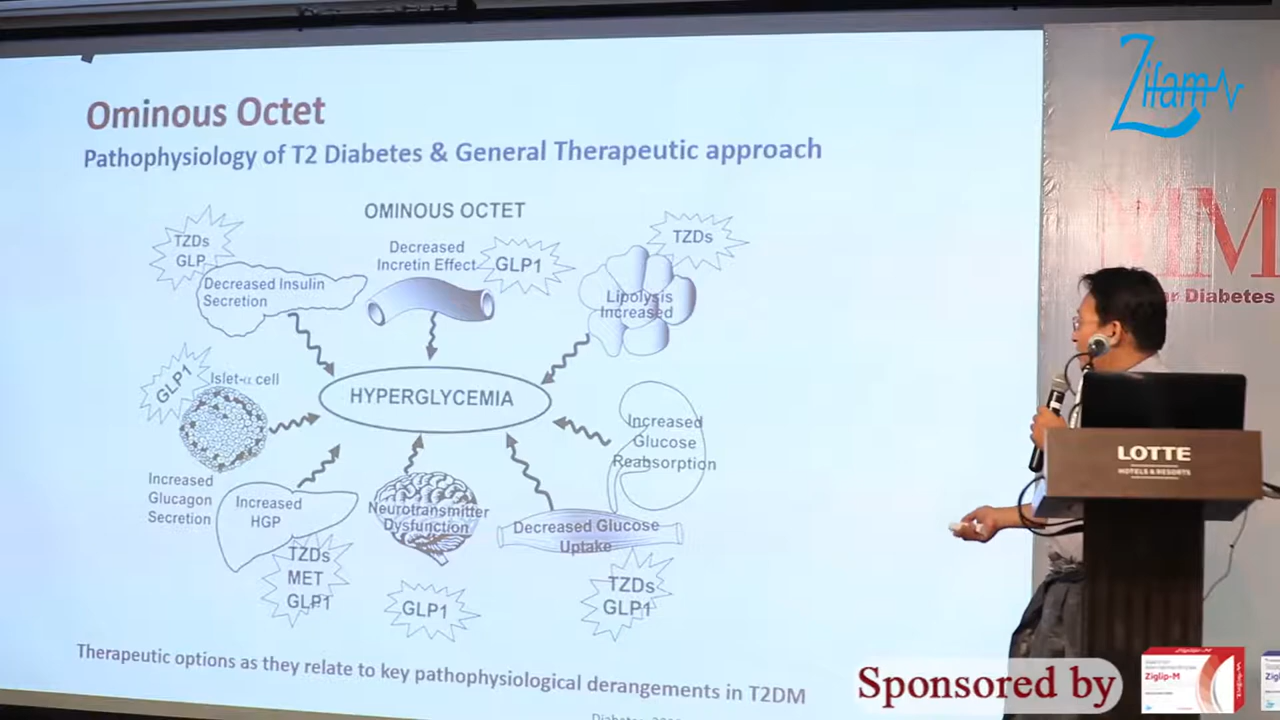 Ominous Octet
Pathophysiology of T2 Diabetes & General Therapeutic approach
OMINOUS OCTET
TZDs
GLP
Decreased Insulin
Secretion
Decreased
Incretin Effect
GLP1
TZDs
Lipolysis
Increased
GLP1
Islet-α cell
HYPERGLYCEMIA
Increased
Glucose
Reabsorption
Increased
Glucagon
Secretion
Increased
HGP
TZDs
MET
GLP1
Neurotransmitter
Dysfunction
GLP1
Decreased Glucose
Uptake
TZDs
GLP1
Therapeutic options as they relate to key pathophysiological derangements in T2DM
Zifam
Diabetes
LOTTE
HOTELS & RESORTS
Sponsored by
Ziglip-M